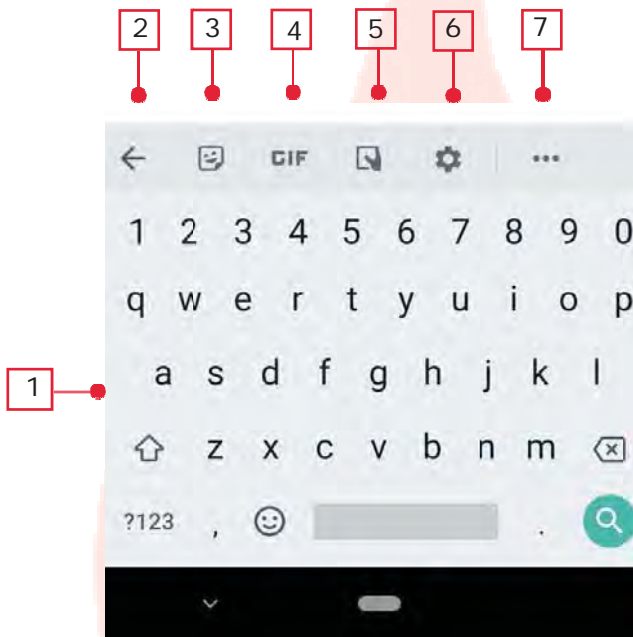 2 3 4 5 6 7
GIF
1 2 3 4 5 6 7 8 9 0
q w e r t y u i o p
1
a s d f g h j k l
z x c v b n m
?123 , .